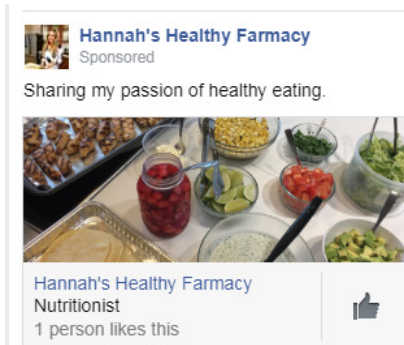 Hannah's Healthy Farmacy
Sponsored
Sharing my passion of healthy eating.
Hannah's Healthy Farmacy
Nutritionist
1 person likes this